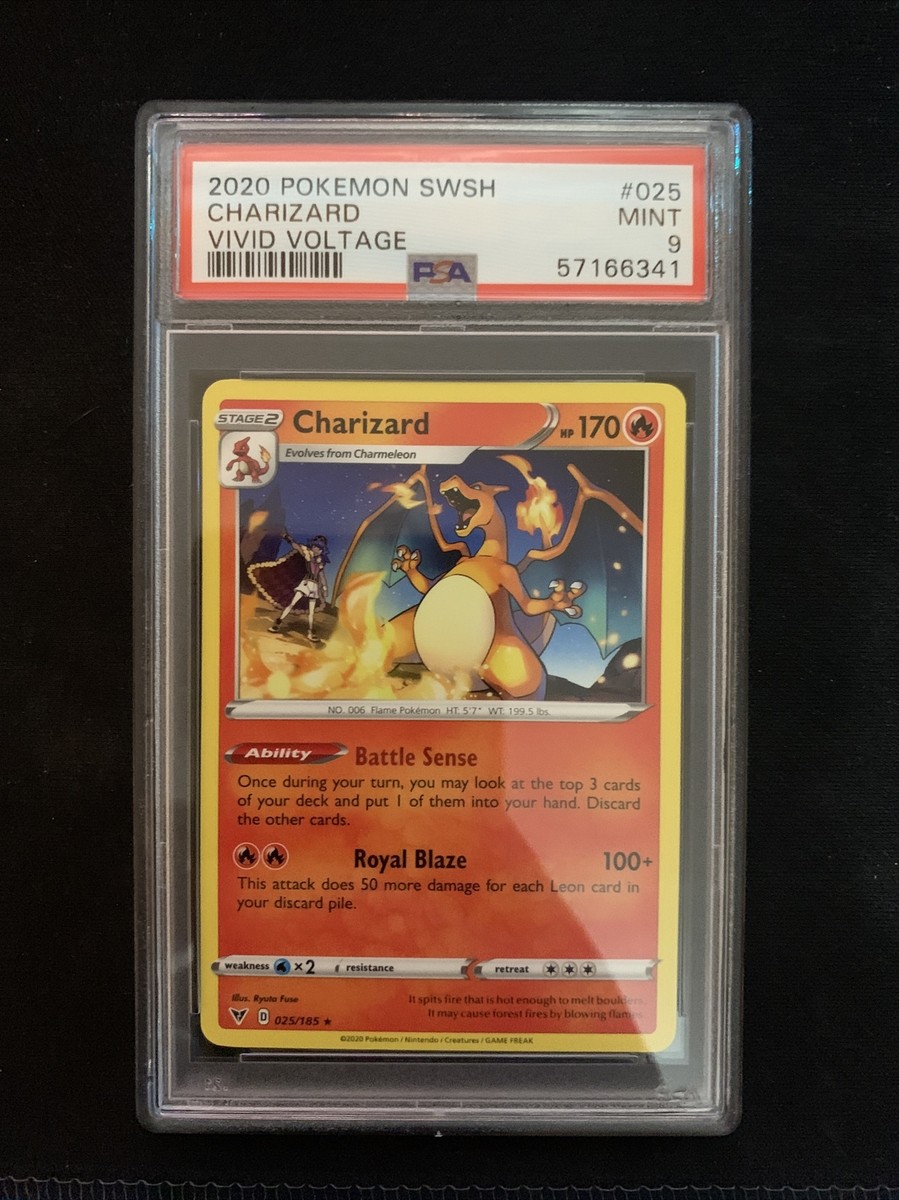 2020 POKEMON SWSH #025
CHARIZARD MINT
VIVID VOLTAGE 9
PSA 57166341
STAGE2 Charizard HP 170
Evolves from Charmeleon
NO. 006 Flame Pokémon HT: 5'7" WT: 199.5 lbs.
Ability Battle Sense
Once during your turn, you may look at the top 3 cards
of your deck and put 1 of them into your hand. Discard
the other cards.
Royal Blaze 100+
This attack does 50 more damage for each Leon card in
your discard pile.
weakness ×2 resistance retreat
Illus. Ryuta Fuse
It spits fire that is hot enough to melt boulders.
It may cause forest fires by blowing flames.
D 025/185 ★
©2020 Pokémon / Nintendo / Creatures / GAME FREAK